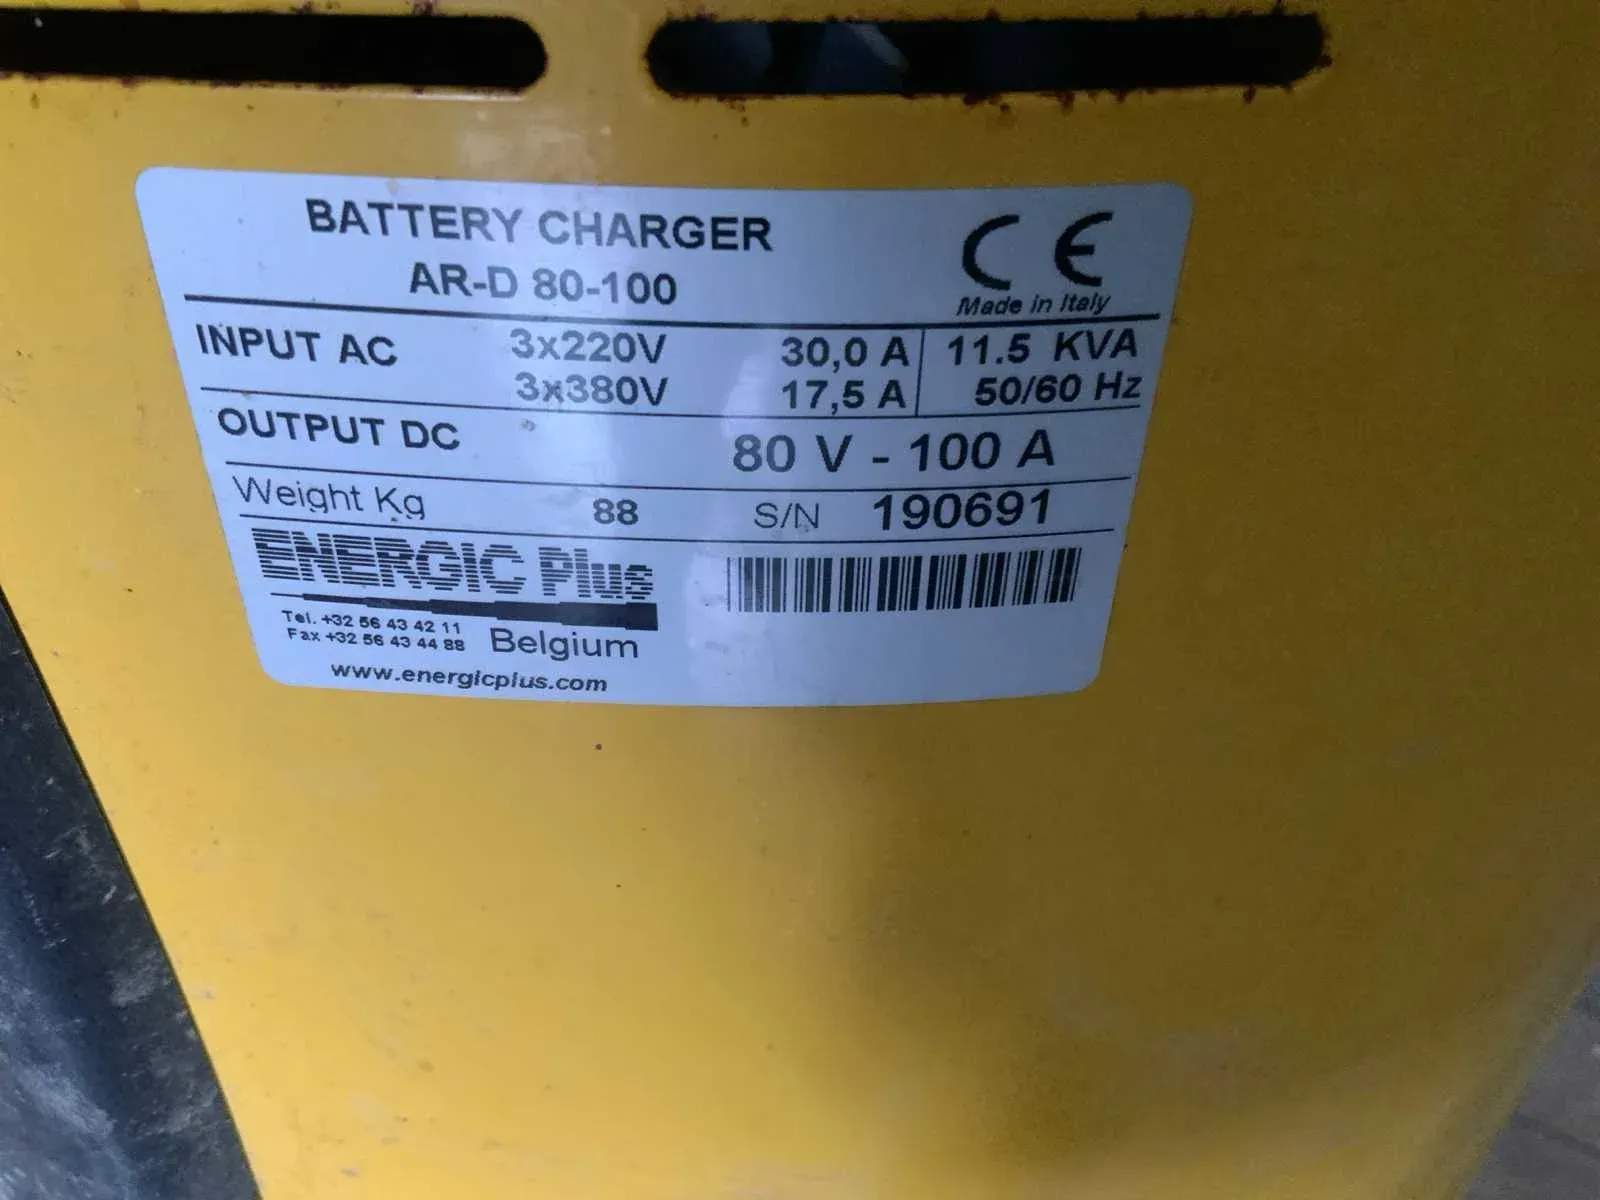 BATTERY CHARGER
AR-D 80-100
CE
Made in Italy
INPUT AC 3x220V 30,0 A 11.5 KVA
3x380V 17,5 A 50/60 Hz
OUTPUT DC 80 V - 100 A
Weight Kg 88 S/N 190691
ENERGIC Plus
Tel. +32 56 43 42 11
Fax +32 56 43 44 88 Belgium
www.energicplus.com